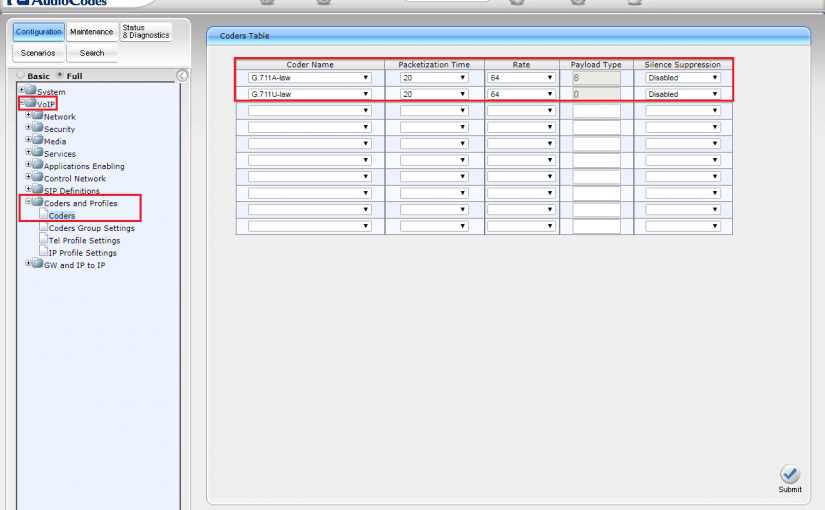 AudioCodes
Configuration Maintenance Status & Diagnostics
Scenarios Search
Basic Full
System
VoIP
Network
Security
Media
Services
Applications Enabling
Control Network
SIP Definitions
Coders and Profiles
Coders
Coders Group Settings
Tel Profile Settings
IP Profile Settings
GW and IP to IP
Coders Table
Coder Name Packetization Time Rate Payload Type Silence Suppression
G.711A-law 20 64 8 Disabled
G.711U-law 20 64 0 Disabled
Submit